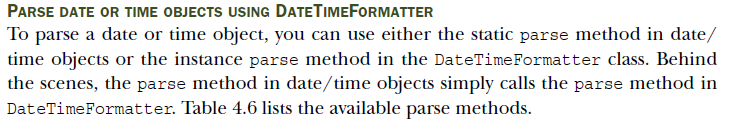 PARSE DATE OR TIME OBJECTS USING DATETIMEFORMATTER
To parse a date or time object, you can use either the static parse method in date/
time objects or the instance parse method in the DateTimeFormatter class. Behind
the scenes, the parse method in date/time objects simply calls the parse method in
DateTimeFormatter. Table 4.6 lists the available parse methods.